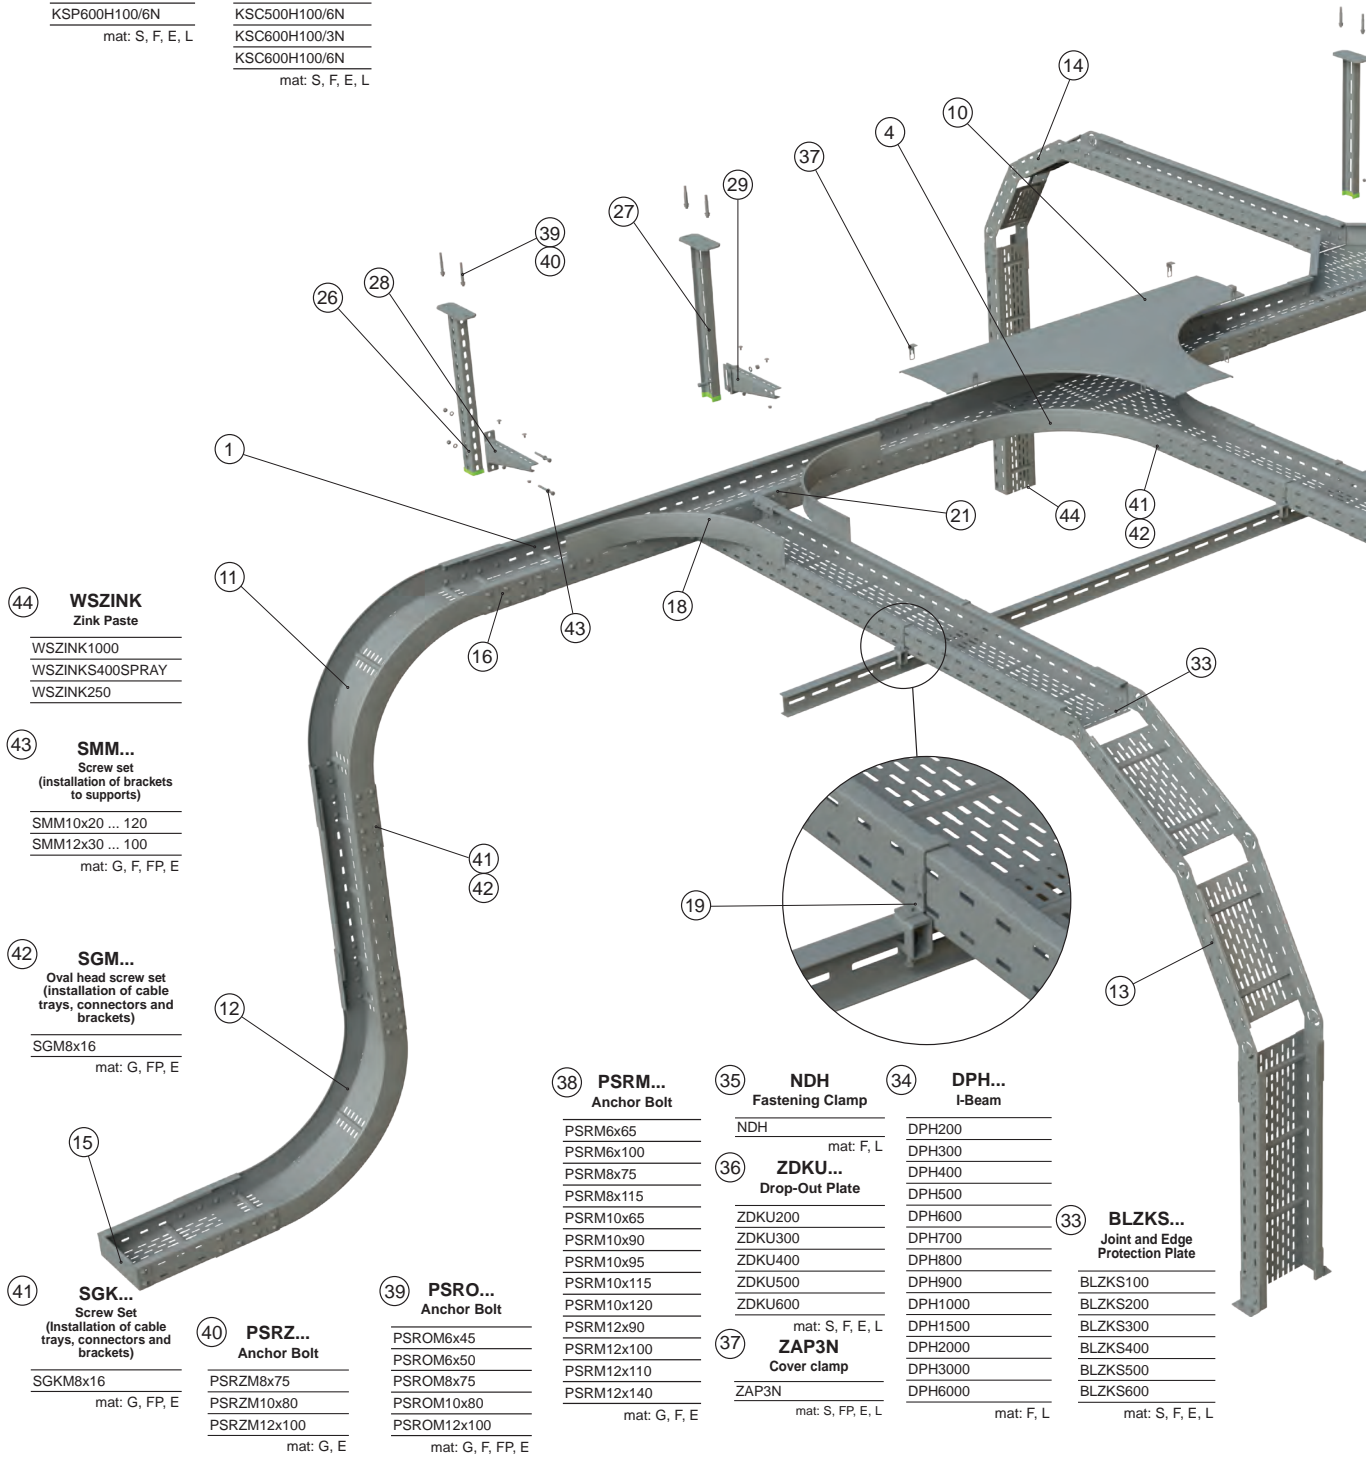 KSP600H100/6N
mat: S, F, E, L
KSC500H100/6N
KSC600H100/3N
KSC600H100/6N
mat: S, F, E, L
14
10
4
37
29
27
39
40
28
26
1
21
44
41
42
11
18
43
16
33
41
42
19
13
12
15
44 WSZINK
Zink Paste
WSZINK1000
WSZINKS400SPRAY
WSZINK250
43 SMM...
Screw set
(installation of brackets
to supports)
SMM10x20 ... 120
SMM12x30 ... 100
mat: G, F, FP, E
42 SGM...
Oval head screw set
(installation of cable
trays, connectors and
brackets)
SGM8x16
mat: G, FP, E
41 SGK...
Screw Set
(Installation of cable
trays, connectors and
brackets)
SGKM8x16
mat: G, FP, E
40 PSRZ...
Anchor Bolt
PSRZM8x75
PSRZM10x80
PSRZM12x100
mat: G, E
39 PSRO...
Anchor Bolt
PSROM6x45
PSROM6x50
PSROM8x75
PSROM10x80
PSROM12x100
mat: G, F, FP, E
38 PSRM...
Anchor Bolt
PSRM6x65
PSRM6x100
PSRM8x75
PSRM8x115
PSRM10x65
PSRM10x90
PSRM10x95
PSRM10x115
PSRM10x120
PSRM12x90
PSRM12x100
PSRM12x110
PSRM12x140
mat: G, F, E
35 NDH
Fastening Clamp
NDH
mat: F, L
36 ZDKU...
Drop-Out Plate
ZDKU200
ZDKU300
ZDKU400
ZDKU500
ZDKU600
mat: S, F, E, L
37 ZAP3N
Cover clamp
ZAP3N
mat: S, FP, E, L
34 DPH...
I-Beam
DPH200
DPH300
DPH400
DPH500
DPH600
DPH700
DPH800
DPH900
DPH1000
DPH1500
DPH2000
DPH3000
DPH6000
mat: F, L
33 BLZKS...
Joint and Edge
Protection Plate
BLZKS100
BLZKS200
BLZKS300
BLZKS400
BLZKS500
BLZKS600
mat: S, F, E, L